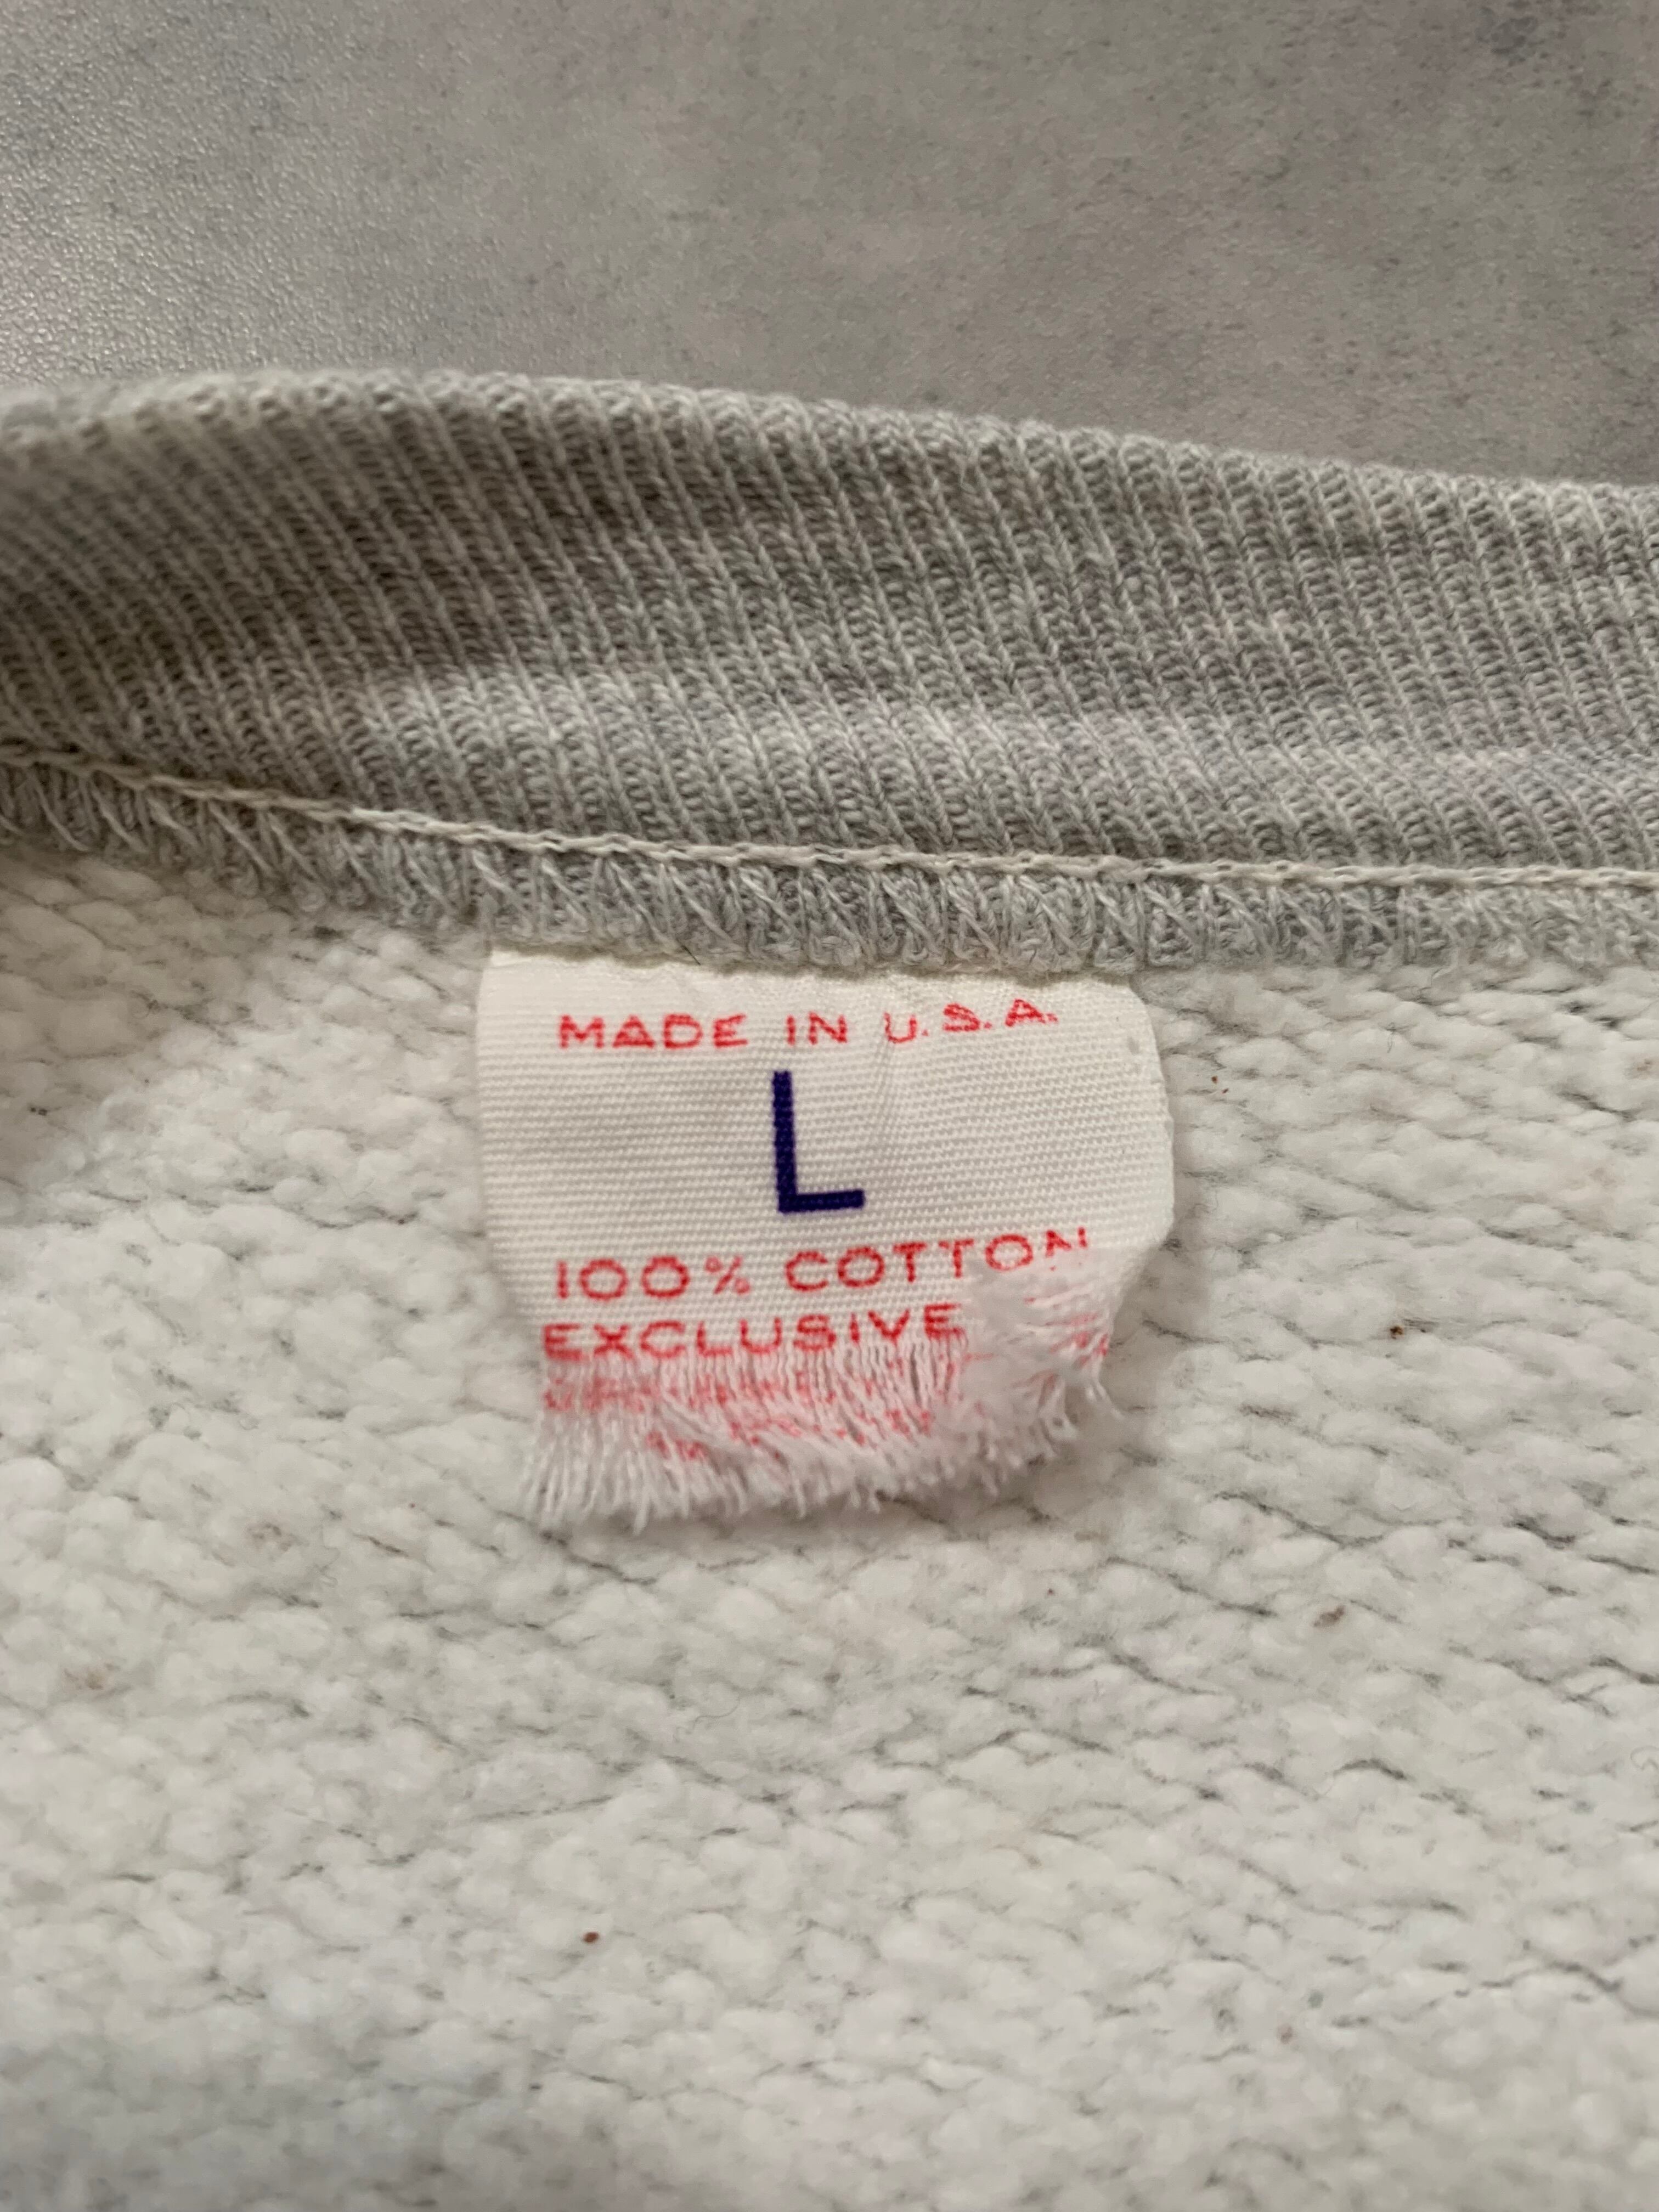 MADE IN U.S.A.
L
100% COTTON
EXCLUSIVE